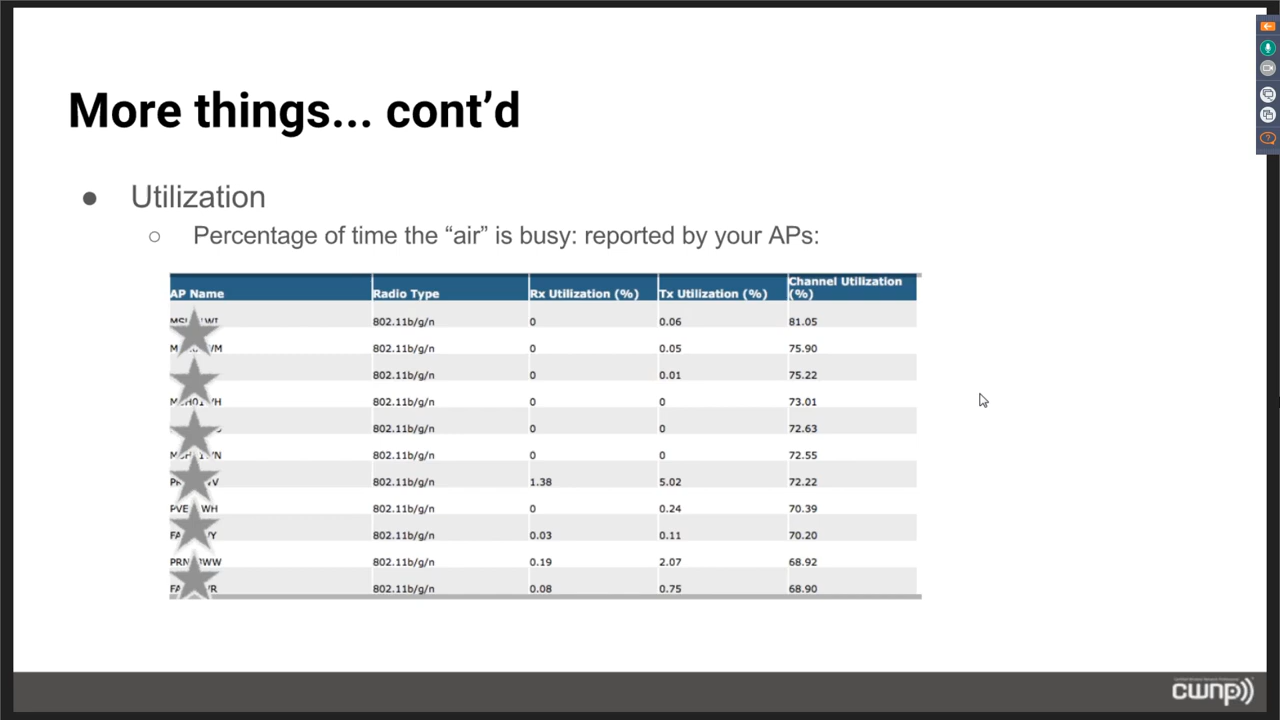 More things... cont’d
● Utilization
○ Percentage of time the “air” is busy: reported by your APs:
AP Name Radio Type Rx Utilization (%) Tx Utilization (%) Channel Utilization (%)
802.11b/g/n 0 0.06 81.05
802.11b/g/n 0 0.05 75.90
802.11b/g/n 0 0.01 75.22
802.11b/g/n 0 0 73.01
802.11b/g/n 0 0 72.63
802.11b/g/n 0 0 72.55
802.11b/g/n 1.38 5.02 72.22
802.11b/g/n 0 0.24 70.39
802.11b/g/n 0.03 0.11 70.20
802.11b/g/n 0.19 2.07 68.92
802.11b/g/n 0.08 0.75 68.90
cwnp